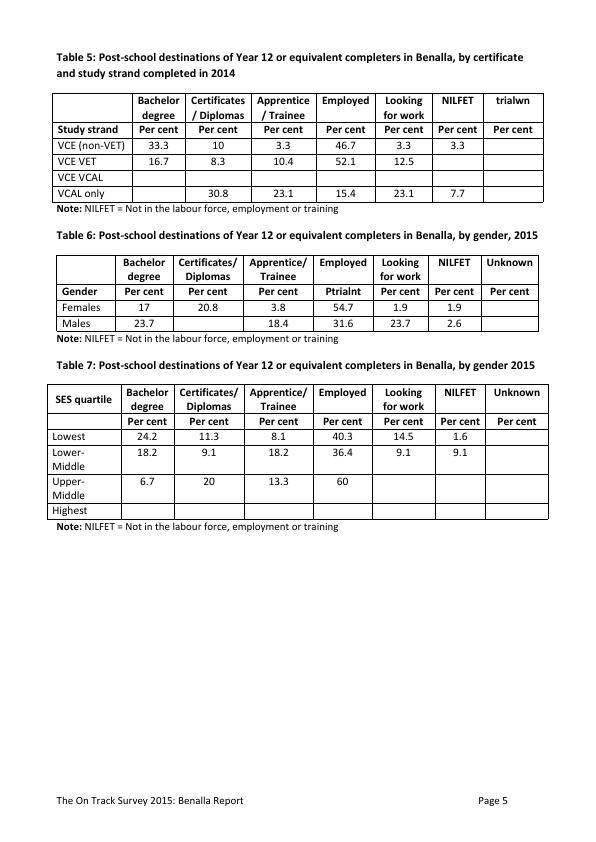 Table 5: Post-school destinations of Year 12 or equivalent completers in Benalla, by certificate
and study strand completed in 2014
Bachelor degree Certificates / Diplomas Apprentice / Trainee Employed Looking for work NILFET trialwn
Study strand Per cent Per cent Per cent Per cent Per cent Per cent Per cent
VCE (non-VET) 33.3 10 3.3 46.7 3.3 3.3
VCE VET 16.7 8.3 10.4 52.1 12.5
VCE VCAL
VCAL only 30.8 23.1 15.4 23.1 7.7
Note: NILFET = Not in the labour force, employment or training
Table 6: Post-school destinations of Year 12 or equivalent completers in Benalla, by gender, 2015
Bachelor degree Certificates/ Diplomas Apprentice/ Trainee Employed Looking for work NILFET Unknown
Gender Per cent Per cent Per cent Ptrialnt Per cent Per cent Per cent
Females 17 20.8 3.8 54.7 1.9 1.9
Males 23.7 18.4 31.6 23.7 2.6
Note: NILFET = Not in the labour force, employment or training
Table 7: Post-school destinations of Year 12 or equivalent completers in Benalla, by gender 2015
SES quartile Bachelor degree Certificates/ Diplomas Apprentice/ Trainee Employed Looking for work NILFET Unknown
Per cent Per cent Per cent Per cent Per cent Per cent Per cent
Lowest 24.2 11.3 8.1 40.3 14.5 1.6
Lower-Middle 18.2 9.1 18.2 36.4 9.1 9.1
Upper-Middle 6.7 20 13.3 60
Highest
Note: NILFET = Not in the labour force, employment or training
The On Track Survey 2015: Benalla Report Page 5